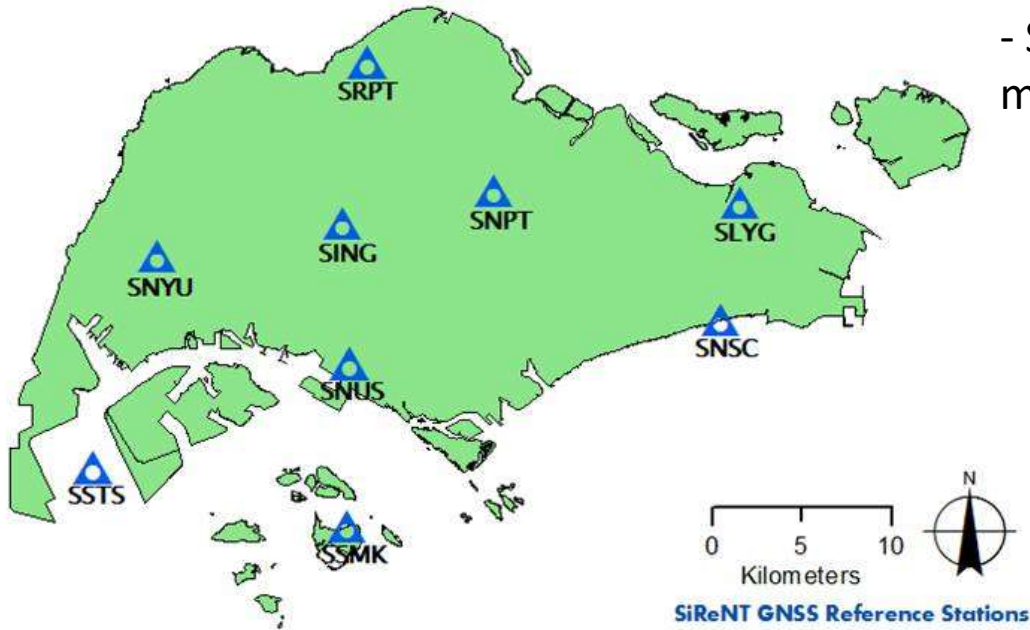 - S
m
SRPT
SNPT
SLYG
SING
SNYU
SNSC
SNUS
SSTS
SSMK
N
0 5 10
Kilometers
SiReNT GNSS Reference Stations